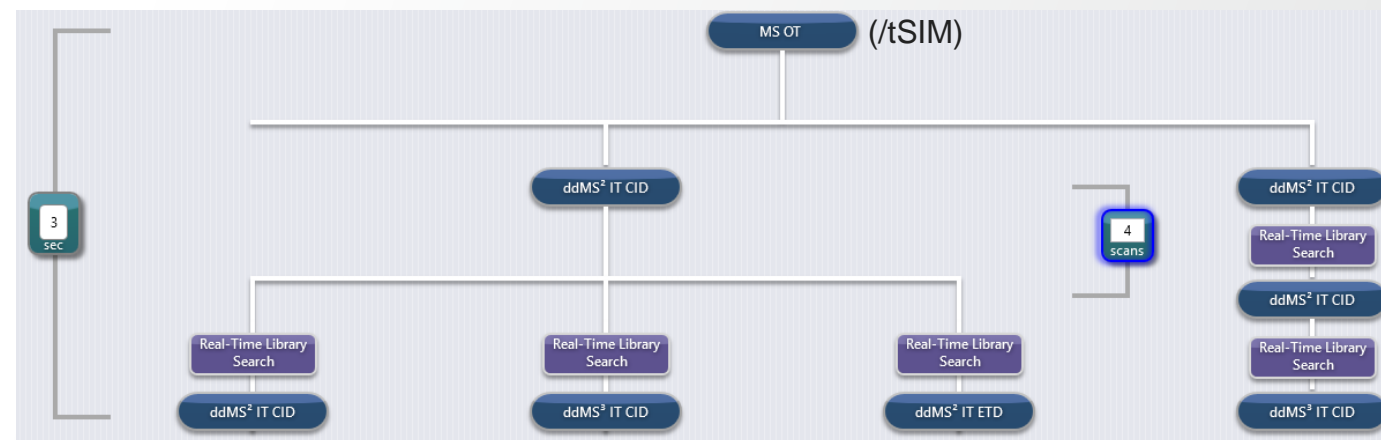 MS OT (/tSIM)
ddMS² IT CID
ddMS² IT CID
3
sec
4
scans
Real-Time Library
Search
ddMS² IT CID
Real-Time Library
Search
Real-Time Library
Search
Real-Time Library
Search
Real-Time Library
Search
ddMS² IT CID
ddMS³ IT CID
ddMS² IT ETD
ddMS³ IT CID